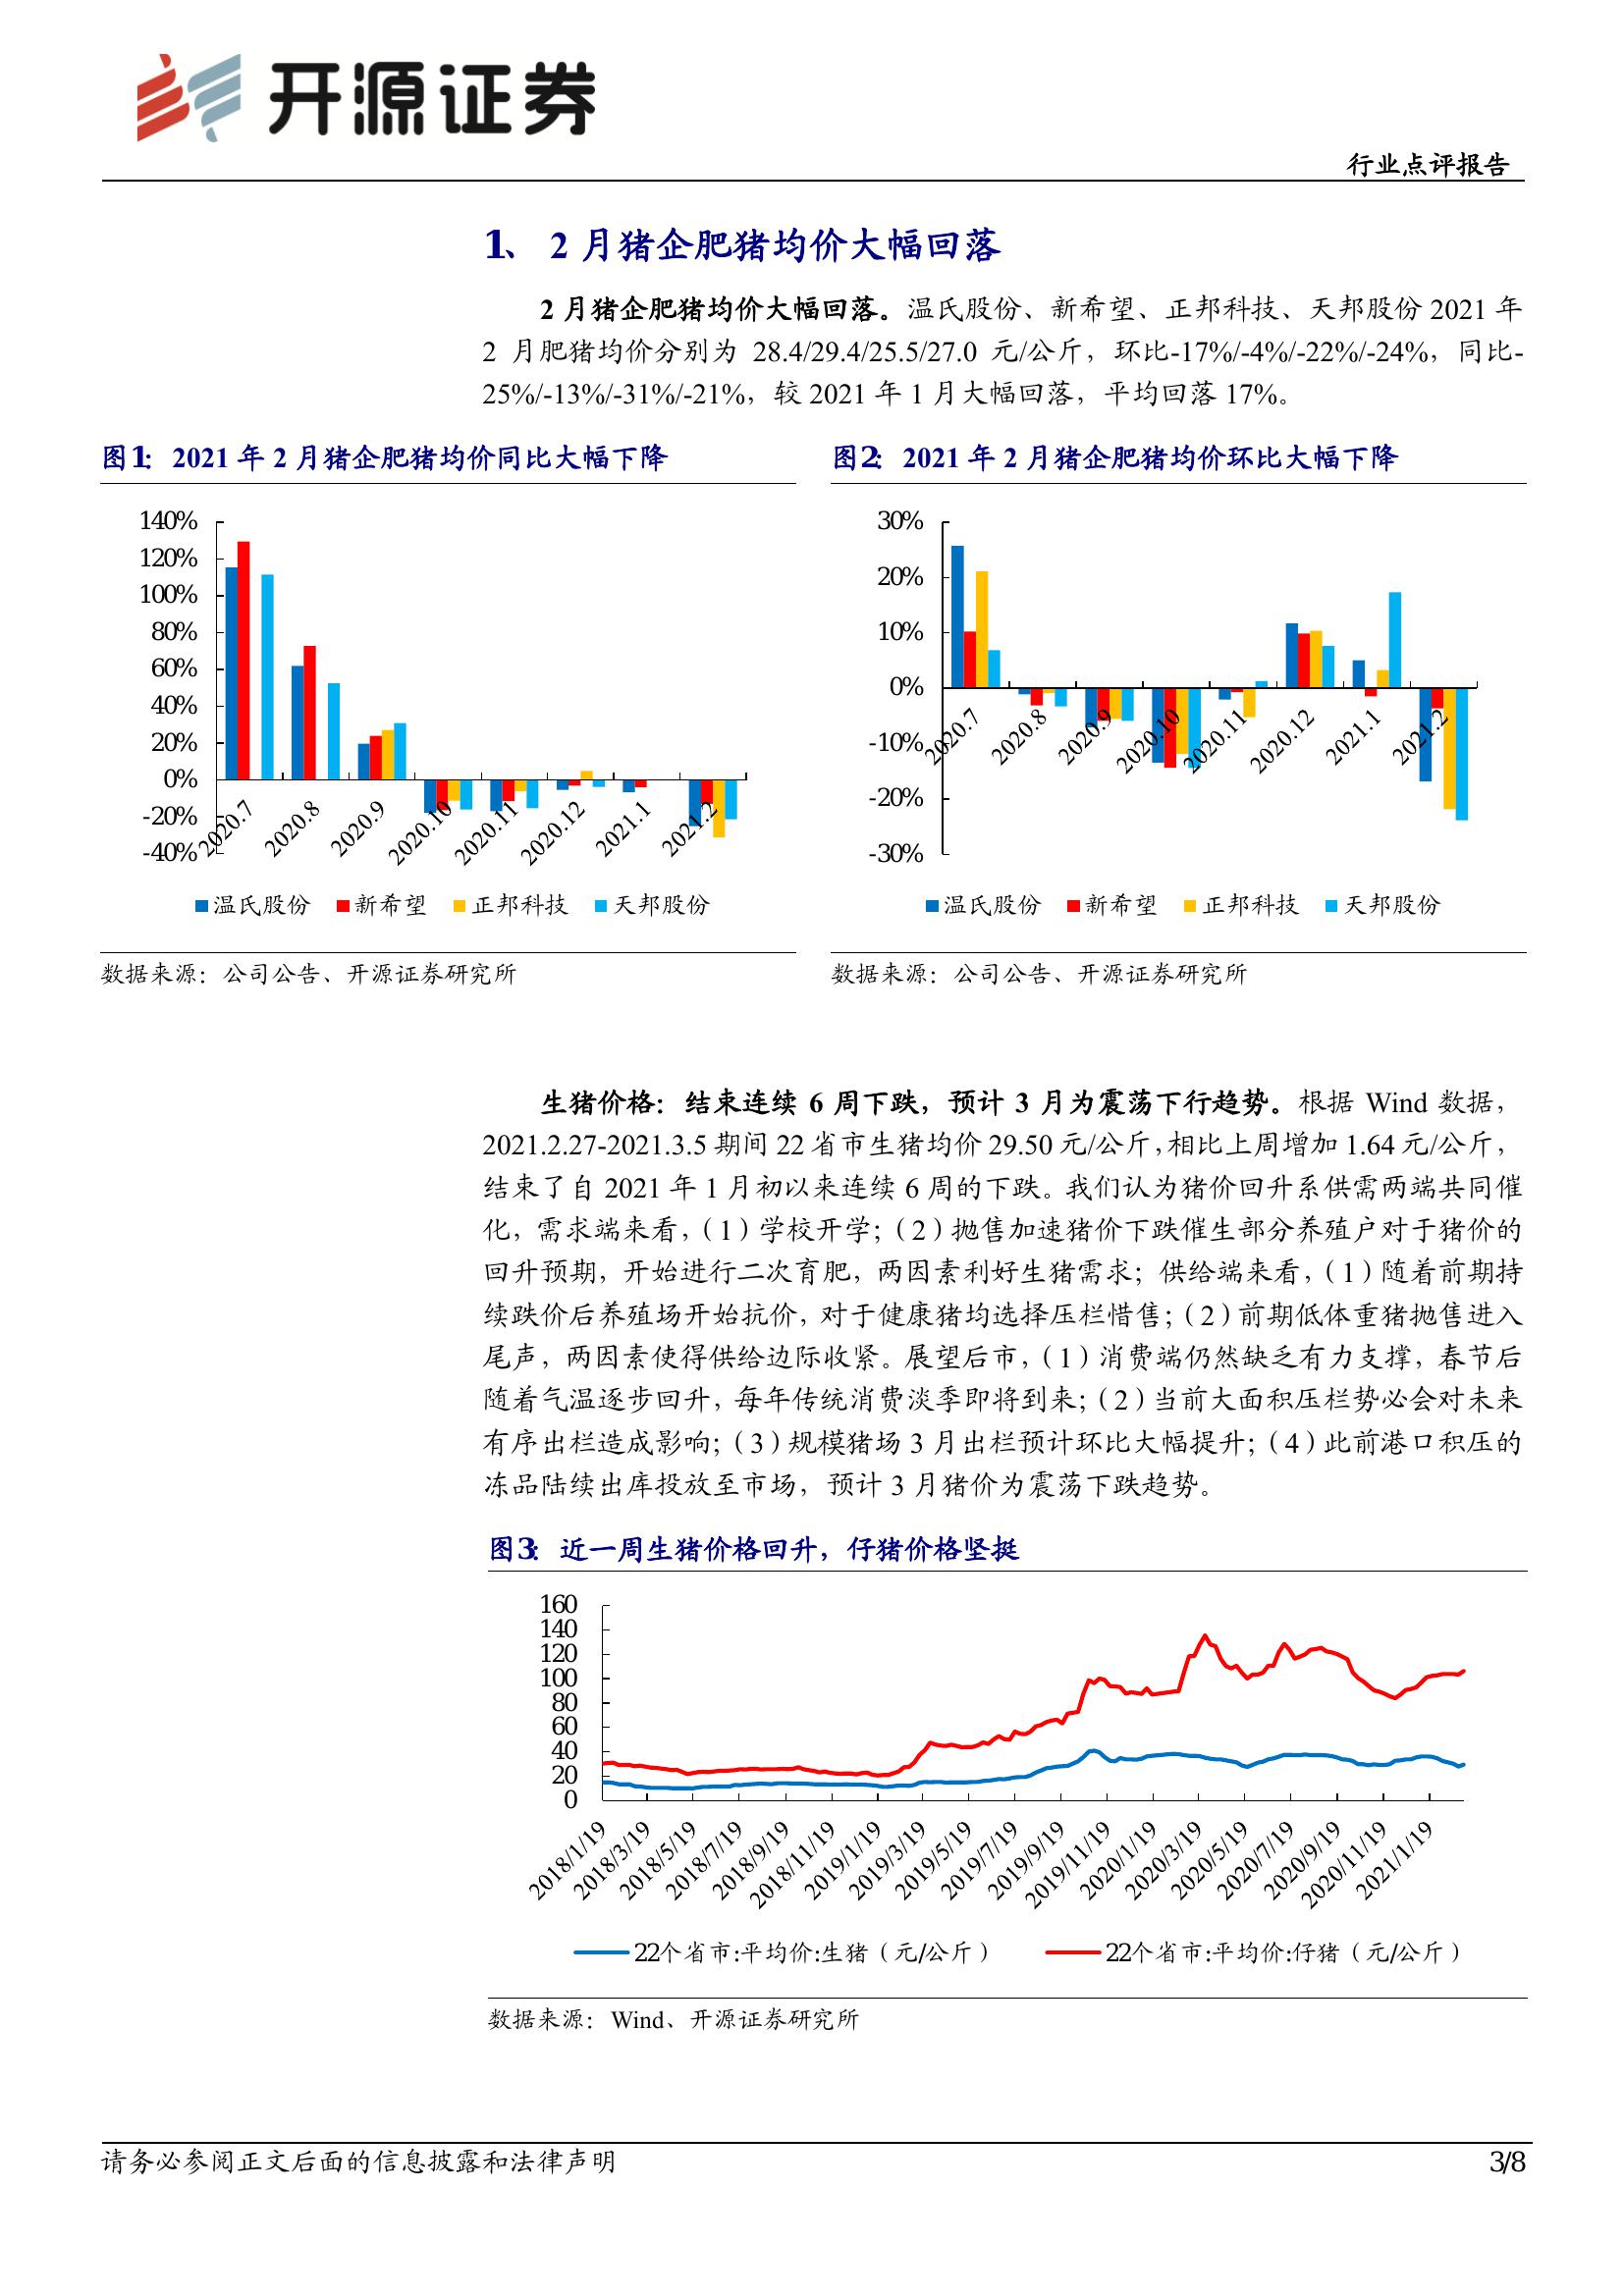 开源证券
行业点评报告
1、 2 月猪企肥猪均价大幅回落
2 月猪企肥猪均价大幅回落。温氏股份、新希望、正邦科技、天邦股份 2021 年
2 月肥猪均价分别为 28.4/29.4/25.5/27.0 元/公斤，环比-17%/-4%/-22%/-24%，同比-
25%/-13%/-31%/-21%，较 2021 年 1 月大幅回落，平均回落 17%。
图1： 2021 年 2 月猪企肥猪均价同比大幅下降
140%
120%
100%
80%
60%
40%
20%
0%
-20%
-40%
2020.7 2020.8 2020.9 2020.10 2020.11 2020.12 2021.1 2021.2
温氏股份 新希望 正邦科技 天邦股份
数据来源：公司公告、开源证券研究所
图2： 2021 年 2 月猪企肥猪均价环比大幅下降
30%
20%
10%
0%
-10%
-20%
-30%
2020.7 2020.8 2020.9 2020.10 2020.11 2020.12 2021.1 2021.2
温氏股份 新希望 正邦科技 天邦股份
数据来源：公司公告、开源证券研究所
生猪价格：结束连续 6 周下跌，预计 3 月为震荡下行趋势。根据 Wind 数据，
2021.2.27-2021.3.5 期间 22 省市生猪均价 29.50 元/公斤，相比上周增加 1.64 元/公斤，
结束了自 2021 年 1 月初以来连续 6 周的下跌。我们认为猪价回升系供需两端共同催
化，需求端来看，（1）学校开学；（2）抛售加速猪价下跌催生部分养殖户对于猪价的
回升预期，开始进行二次育肥，两因素利好生猪需求；供给端来看，（1）随着前期持
续跌价后养殖场开始抗价，对于健康猪均选择压栏惜售；（2）前期低体重猪抛售进入
尾声，两因素使得供给边际收紧。展望后市，（1）消费端仍然缺乏有力支撑，春节后
随着气温逐步回升，每年传统消费淡季即将到来；（2）当前大面积压栏势必会对未来
有序出栏造成影响；（3）规模猪场 3 月出栏预计环比大幅提升；（4）此前港口积压的
冻品陆续出库投放至市场，预计 3 月猪价为震荡下跌趋势。
图3： 近一周生猪价格回升，仔猪价格坚挺
160
140
120
100
80
60
40
20
0
2018/1/19 2018/3/19 2018/5/19 2018/7/19 2018/9/19 2018/11/19 2019/1/19 2019/3/19 2019/5/19 2019/7/19 2019/9/19 2019/11/19 2020/1/19 2020/3/19 2020/5/19 2020/7/19 2020/9/19 2020/11/19 2021/1/19
22个省市:平均价:生猪（元/公斤） 22个省市:平均价:仔猪（元/公斤）
数据来源：Wind、开源证券研究所
请务必参阅正文后面的信息披露和法律声明
3/8